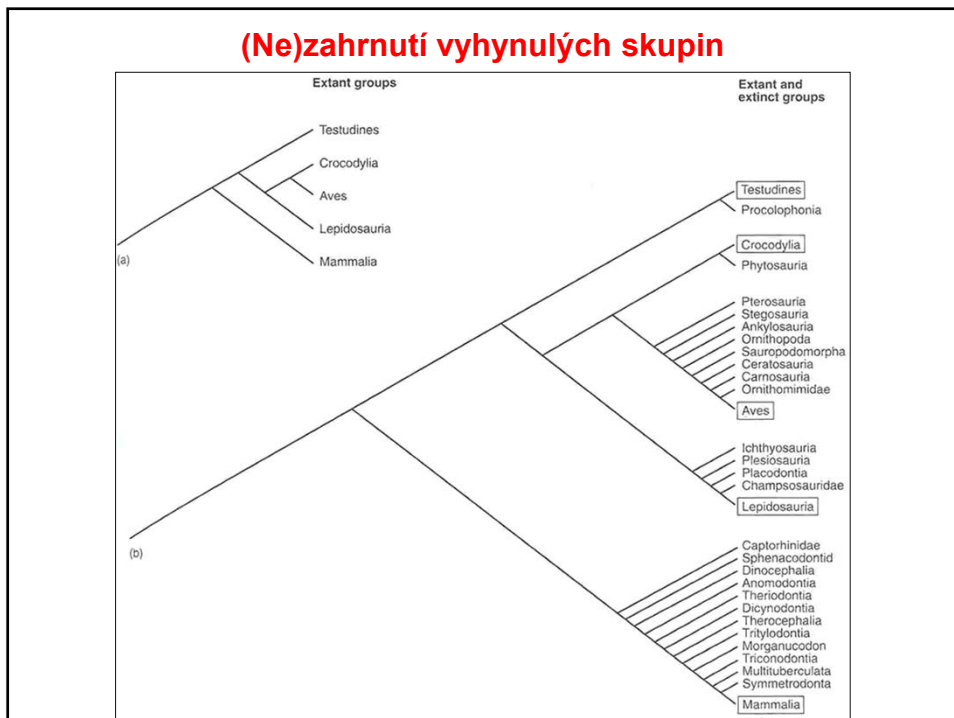 (Ne)zahrnutí vyhynulých skupin
Extant groups
Testudines
Crocodylia
Aves
Lepidosauria
Mammalia
(a)
Extant and
extinct groups
Testudines
Procolophonia
Crocodylia
Phytosauria
Pterosauria
Stegosauria
Ankylosauria
Ornithopoda
Sauropodomorpha
Ceratosauria
Carnosauria
Ornithomimidae
Aves
Ichthyosauria
Plesiosauria
Placodontia
Champsosauridae
Lepidosauria
Captorhinidae
Sphenacodontid
Dinocephalia
Anomodontia
Theriodontia
Dicynodontia
Therocephalia
Tritylodontia
Morganucodon
Triconodontia
Multituberculata
Symmetrodonta
Mammalia
(b)